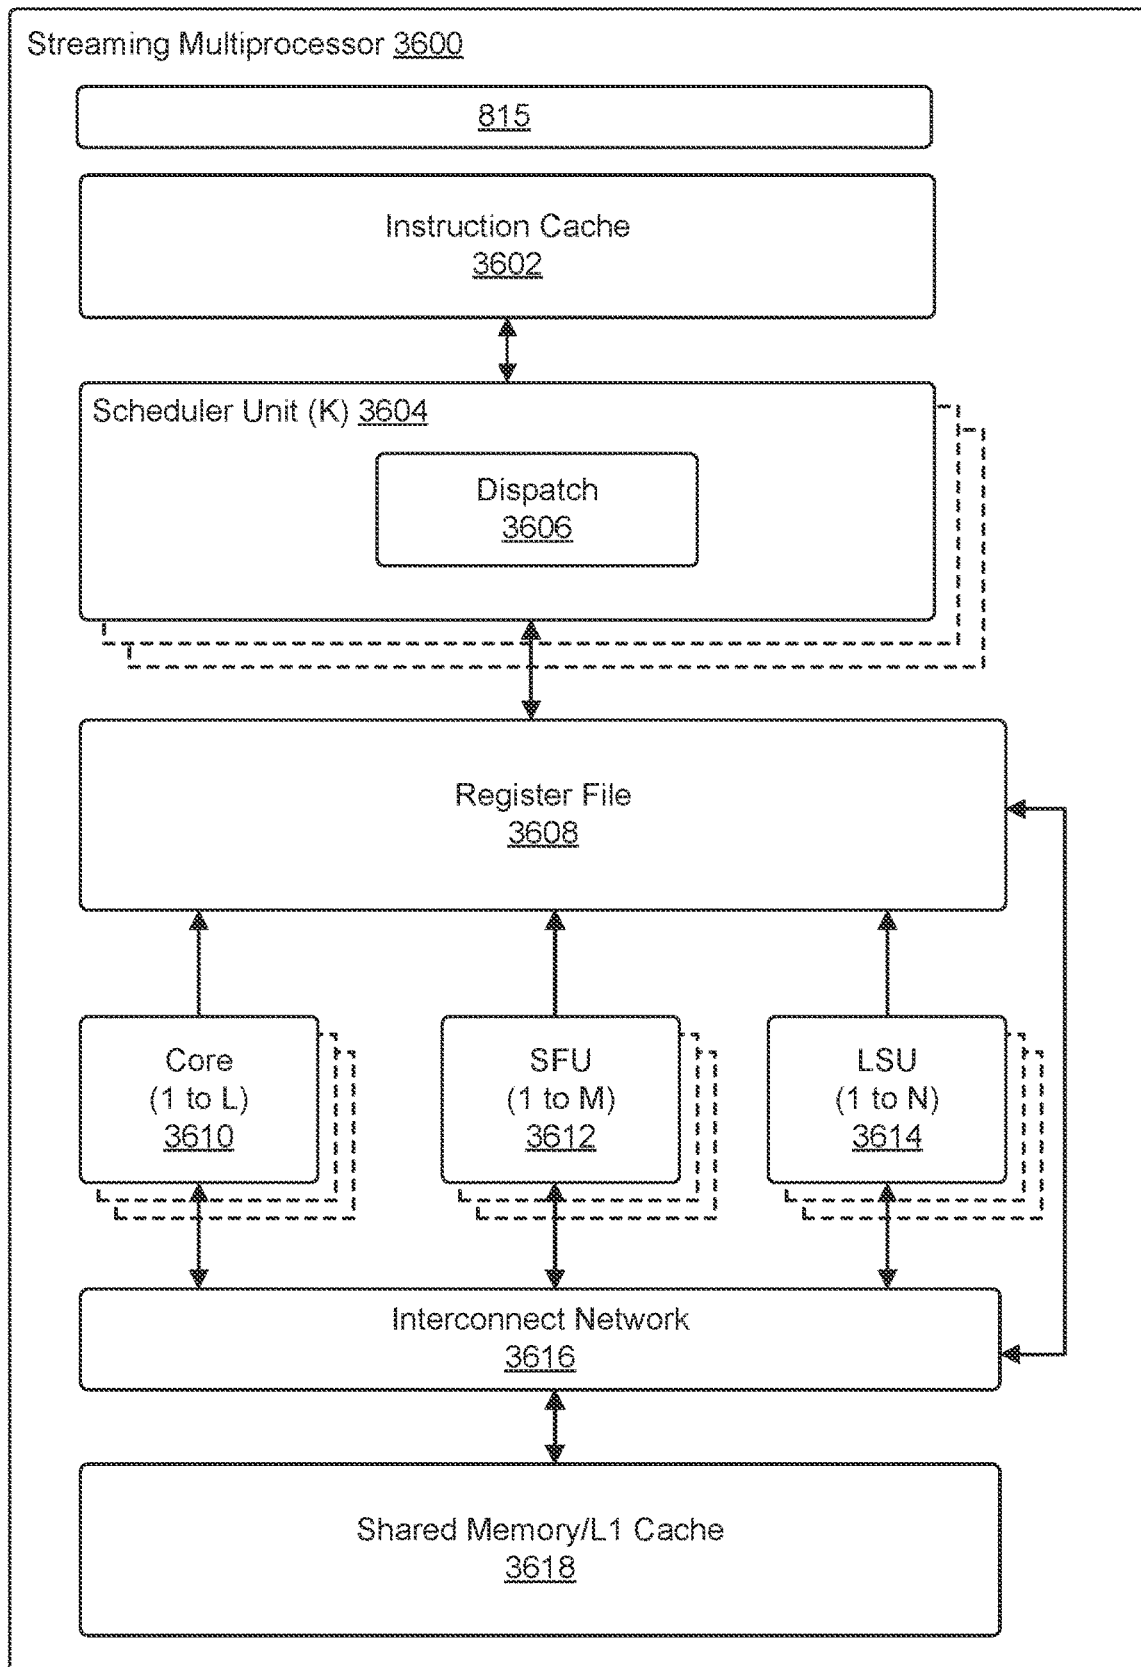 Streaming Multiprocessor 3600
815
Instruction Cache
3602
Scheduler Unit (K) 3604
Dispatch
3606
Register File
3608
Core
(1 to L)
3610
SFU
(1 to M)
3612
LSU
(1 to N)
3614
Interconnect Network
3616
Shared Memory/L1 Cache
3618